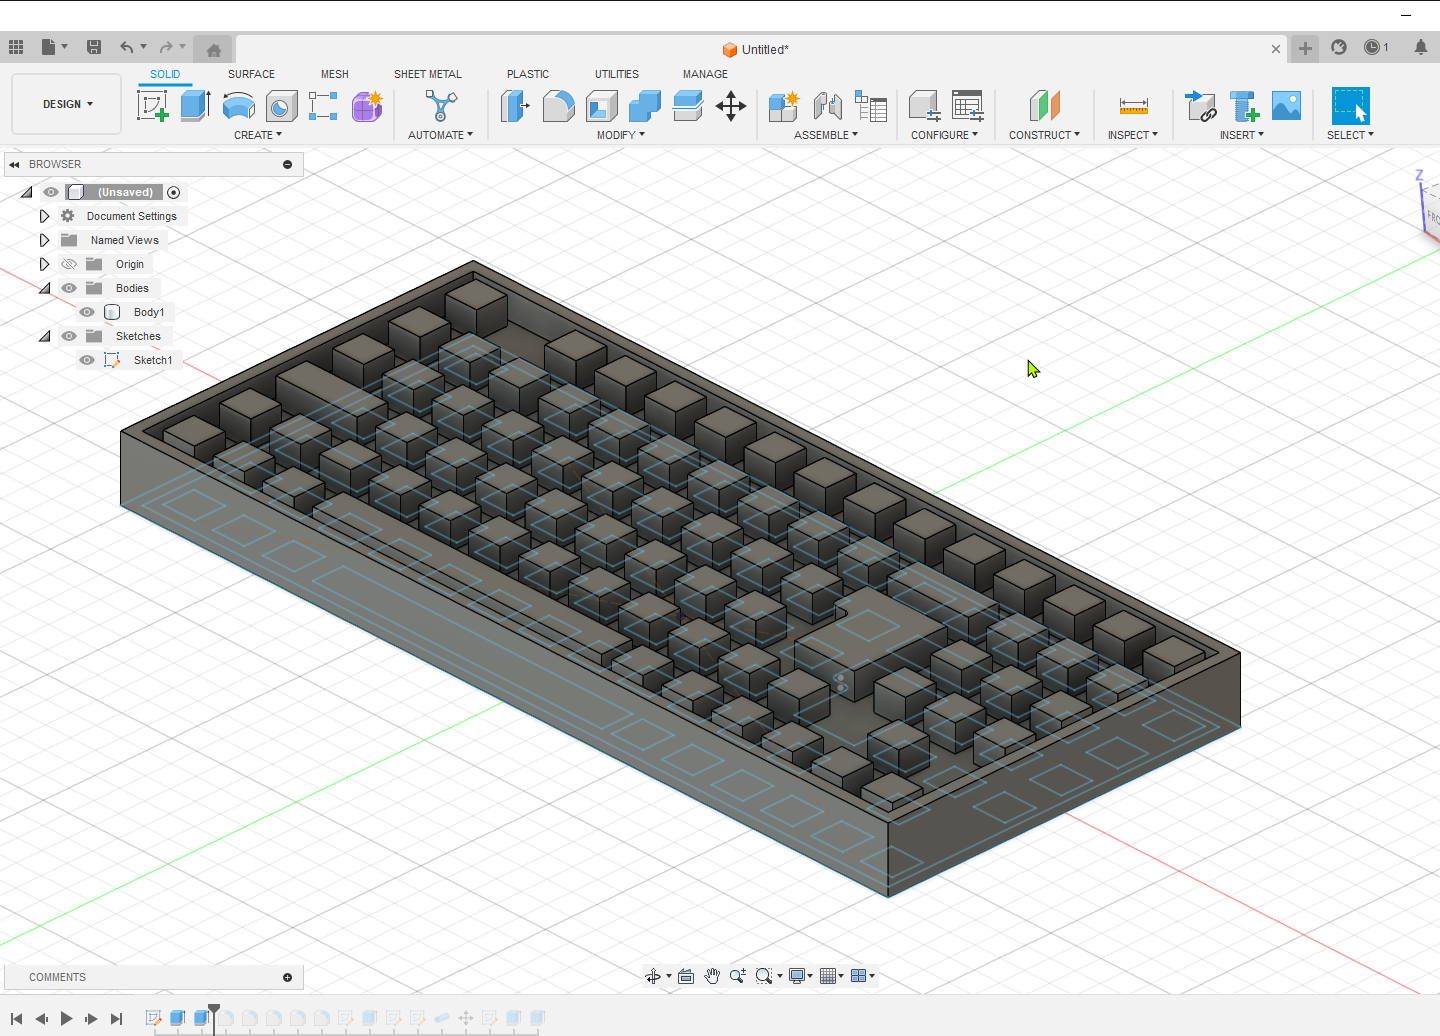 Untitled*
1
DESIGN
SOLID
SURFACE
MESH
SHEET METAL
PLASTIC
UTILITIES
MANAGE
CREATE
AUTOMATE
MODIFY
ASSEMBLE
CONFIGURE
CONSTRUCT
INSPECT
INSERT
SELECT
BROWSER
(Unsaved)
Document Settings
Named Views
Origin
Bodies
Body1
Sketches
Sketch1
Z
COMMENTS